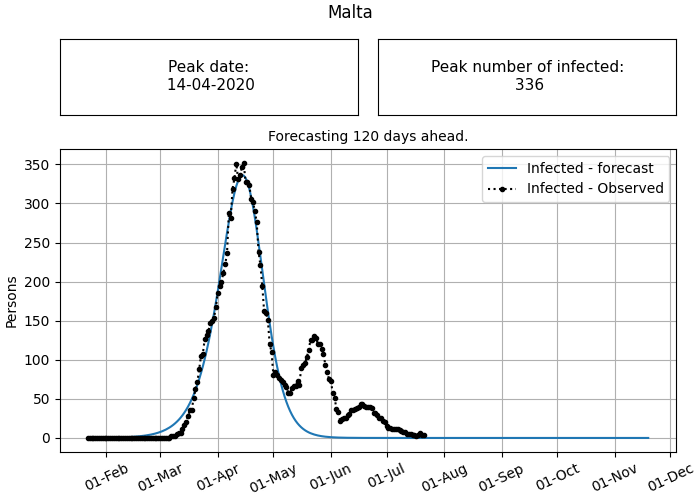 Malta
Peak date:
14-04-2020
Peak number of infected:
336
Forecasting 120 days ahead.
Infected - forecast
Infected - Observed
Persons
350
300
250
200
150
100
50
0
01-Feb
01-Mar
01-Apr
01-May
01-Jun
01-Jul
01-Aug
01-Sep
01-Oct
01-Nov
01-Dec